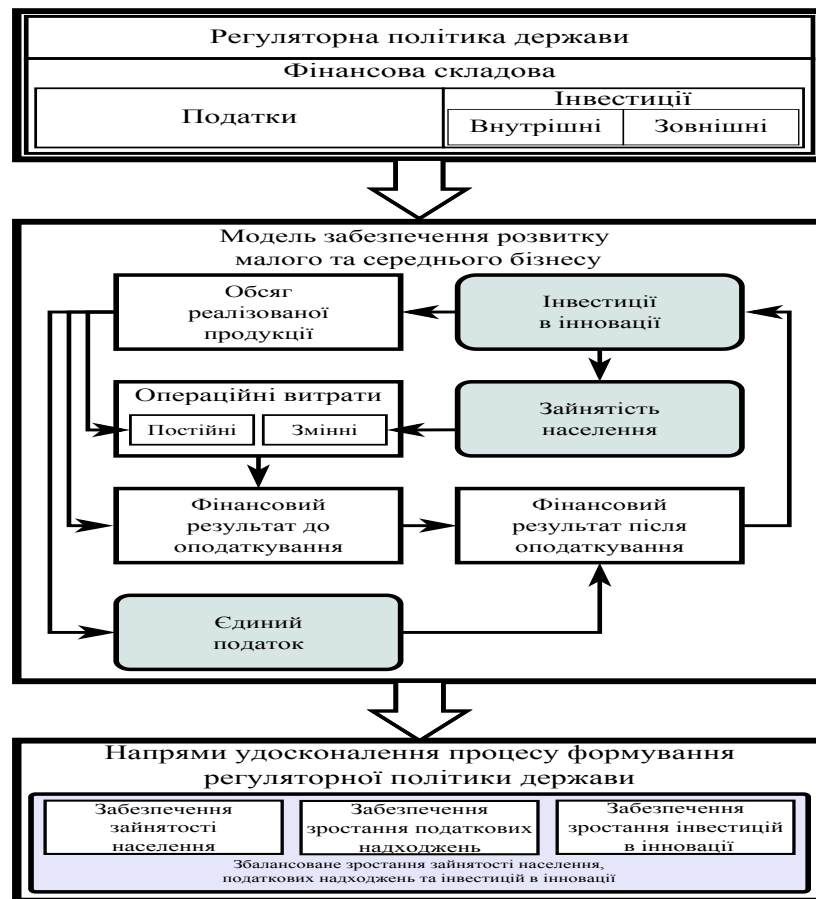 Регуляторна політика держави
Фінансова складова
Податки
Інвестиції
Внутрішні
Зовнішні
Модель забезпечення розвитку
малого та середнього бізнесу
Обсяг
реалізованої
продукції
Інвестиції
в інновації
Операційні витрати
Постійні
Змінні
Зайнятість
населення
Фінансовий
результат до
оподаткування
Фінансовий
результат після
оподаткування
Єдиний
податок
Напрями удосконалення процесу формування
регуляторної політики держави
Забезпечення
зайнятості
населення
Забезпечення
зростання податкових
надходжень
Забезпечення
зростання інвестицій
в інновації
Збалансоване зростання зайнятості населення,
податкових надходжень та інвестицій в інновації